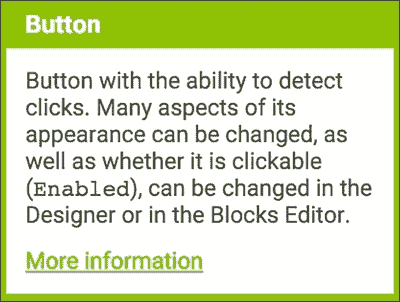 Button
Button with the ability to detect
clicks. Many aspects of its
appearance can be changed, as
well as whether it is clickable
(Enabled), can be changed in the
Designer or in the Blocks Editor.
More information